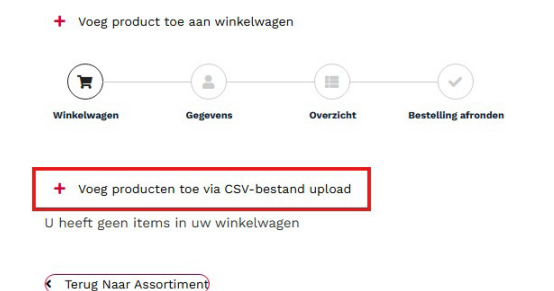 + Voeg product toe aan winkelwagen
Winkelwagen Gegevens Overzicht Bestelling afronden
+ Voeg producten toe via CSV-bestand upload
U heeft geen items in uw winkelwagen
Terug Naar Assortiment